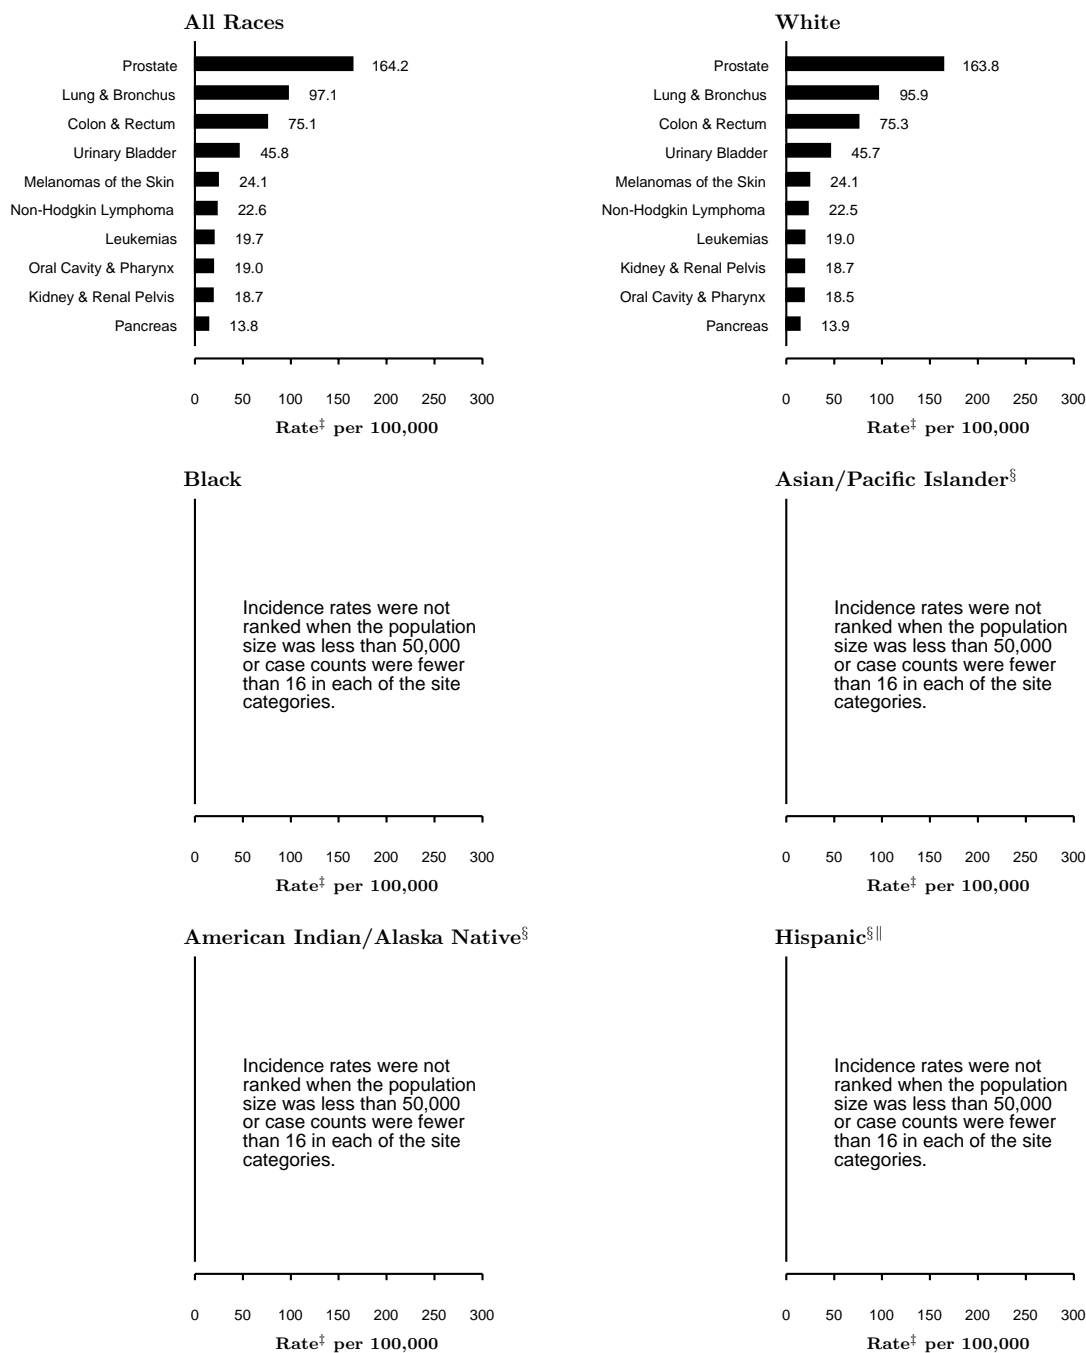 All Races
Prostate 164.2
Lung & Bronchus 97.1
Colon & Rectum 75.1
Urinary Bladder 45.8
Melanomas of the Skin 24.1
Non-Hodgkin Lymphoma 22.6
Leukemias 19.7
Oral Cavity & Pharynx 19.0
Kidney & Renal Pelvis 18.7
Pancreas 13.8
0 50 100 150 200 250 300
Rate‡ per 100,000
White
Prostate 163.8
Lung & Bronchus 95.9
Colon & Rectum 75.3
Urinary Bladder 45.7
Melanomas of the Skin 24.1
Non-Hodgkin Lymphoma 22.5
Leukemias 19.0
Kidney & Renal Pelvis 18.7
Oral Cavity & Pharynx 18.5
Pancreas 13.9
0 50 100 150 200 250 300
Rate‡ per 100,000
Black
Incidence rates were not
ranked when the population
size was less than 50,000
or case counts were fewer
than 16 in each of the site
categories.
0 50 100 150 200 250 300
Rate‡ per 100,000
Asian/Pacific Islander§
Incidence rates were not
ranked when the population
size was less than 50,000
or case counts were fewer
than 16 in each of the site
categories.
0 50 100 150 200 250 300
Rate‡ per 100,000
American Indian/Alaska Native§
Incidence rates were not
ranked when the population
size was less than 50,000
or case counts were fewer
than 16 in each of the site
categories.
0 50 100 150 200 250 300
Rate‡ per 100,000
Hispanic§‖
Incidence rates were not
ranked when the population
size was less than 50,000
or case counts were fewer
than 16 in each of the site
categories.
0 50 100 150 200 250 300
Rate‡ per 100,000